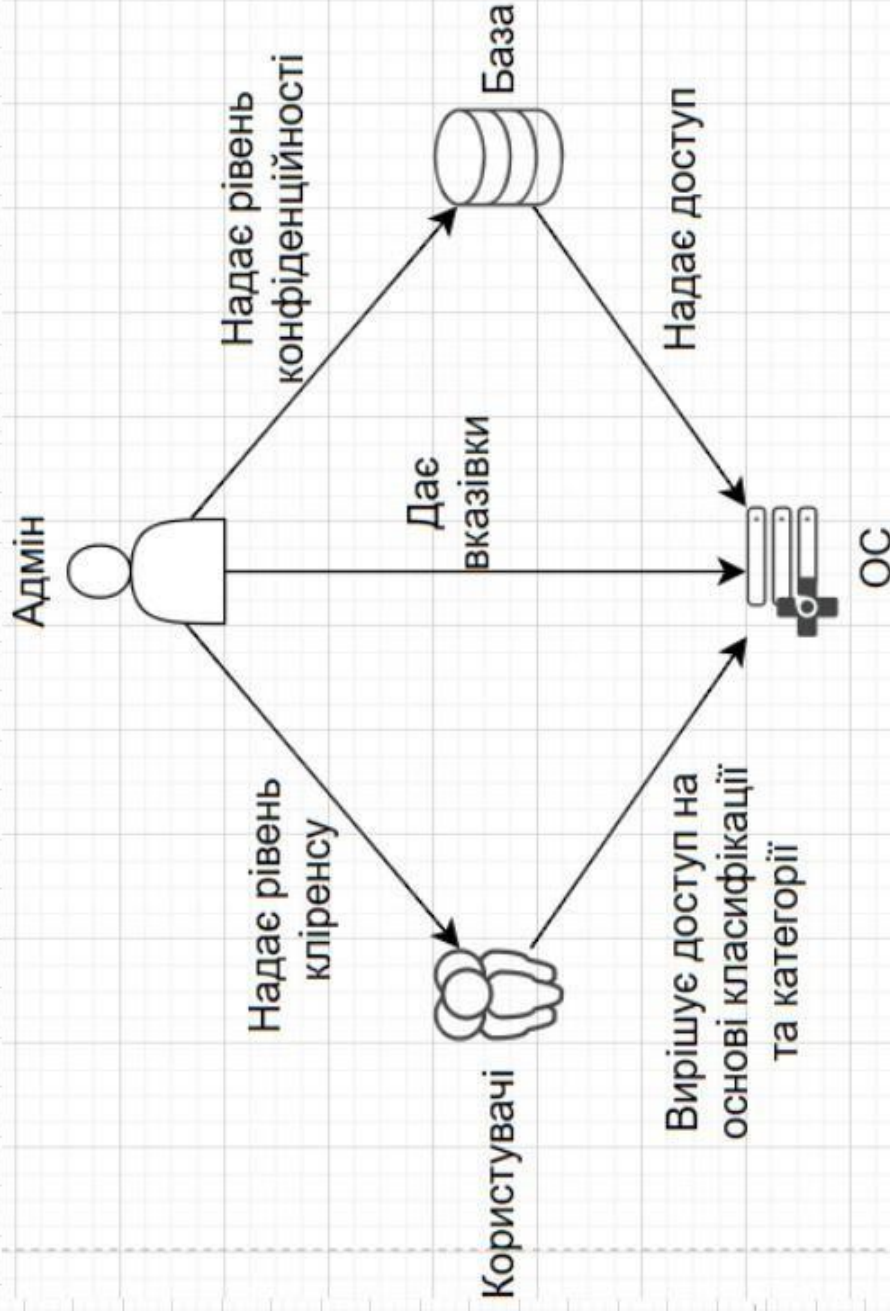 Адмін
Надає рівень
кліренсу
Надає рівень
конфіденційності
Дає
вказівки
Користувачі
База
Вирішує доступ на
основі класифікації
та категорії
Надає доступ
ОС